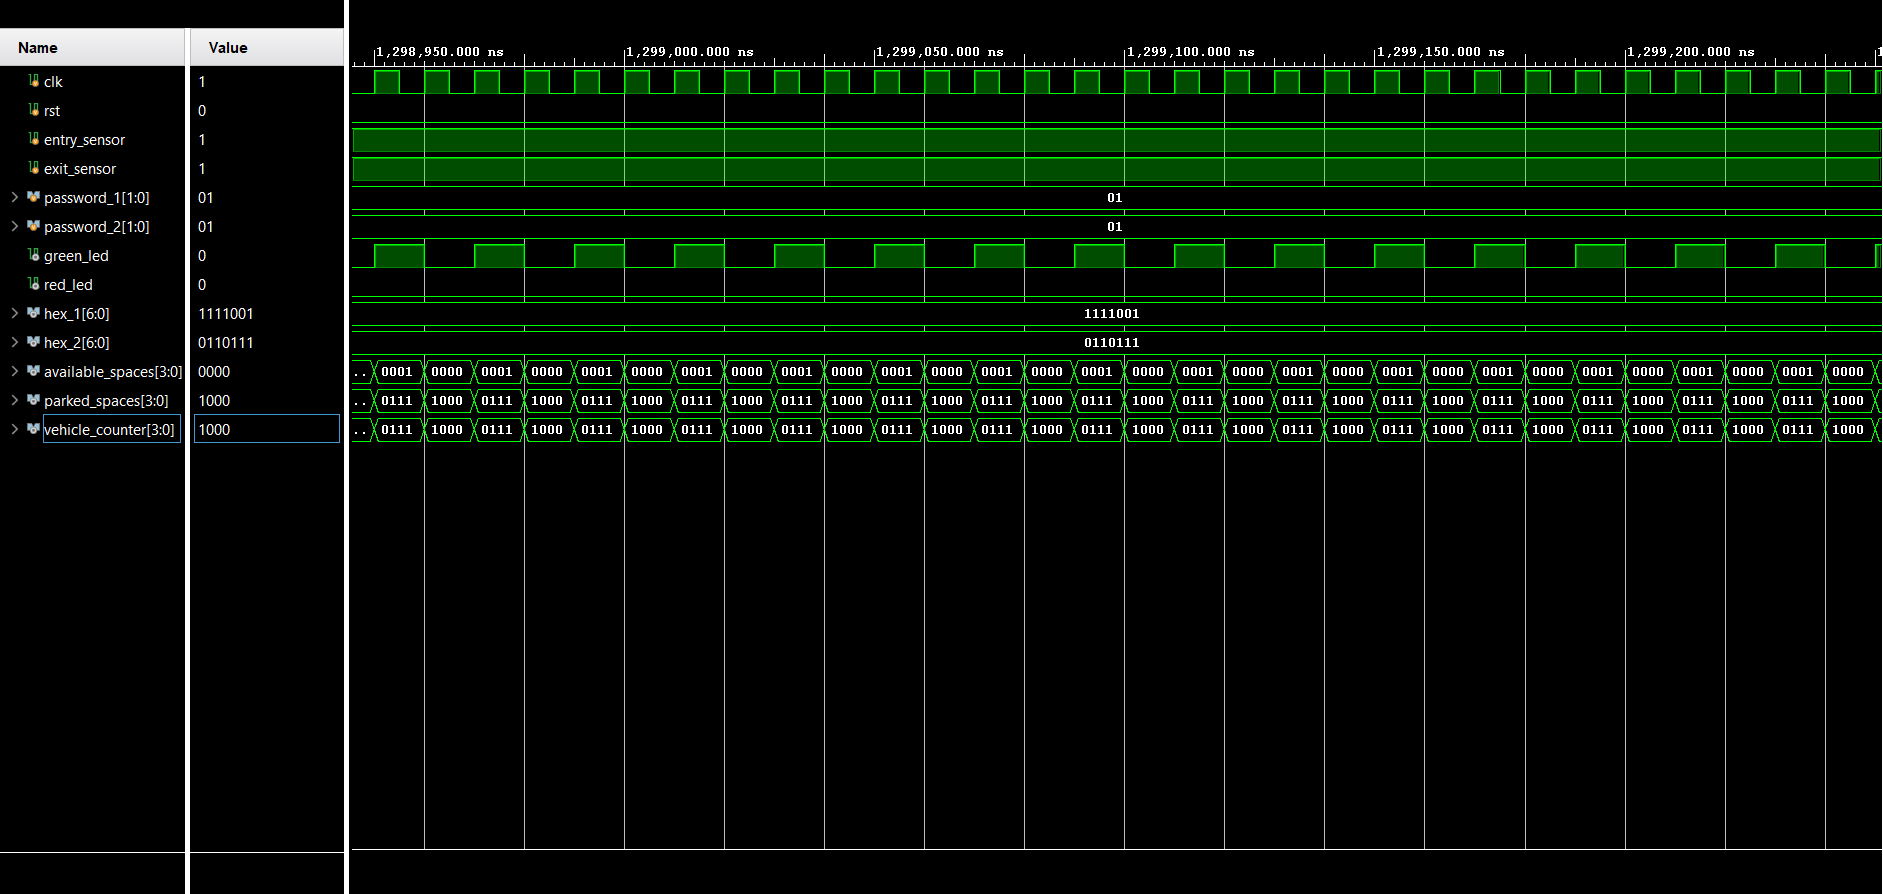 Name Value
1,298,950.000 ns 1,299,000.000 ns 1,299,050.000 ns 1,299,100.000 ns 1,299,150.000 ns 1,299,200.000 ns 1
clk 1
rst 0
entry_sensor 1
exit_sensor 1
password_1[1:0] 01 01
password_2[1:0] 01 01
green_led 0
red_led 0
hex_1[6:0] 1111001 1111001
hex_2[6:0] 0110111 0110111
available_spaces[3:0] 0000 .. 0001 0000 0001 0000 0001 0000 0001 0000 0001 0000 0001 0000 0001 0000 0001 0000 0001 0000 0001 0000 0001 0000 0001 0000 0001 0000 0001 0000 0001 0000
parked_spaces[3:0] 1000 .. 0111 1000 0111 1000 0111 1000 0111 1000 0111 1000 0111 1000 0111 1000 0111 1000 0111 1000 0111 1000 0111 1000 0111 1000 0111 1000 0111 1000 0111 1000
vehicle_counter[3:0] 1000 .. 0111 1000 0111 1000 0111 1000 0111 1000 0111 1000 0111 1000 0111 1000 0111 1000 0111 1000 0111 1000 0111 1000 0111 1000 0111 1000 0111 1000 0111 1000